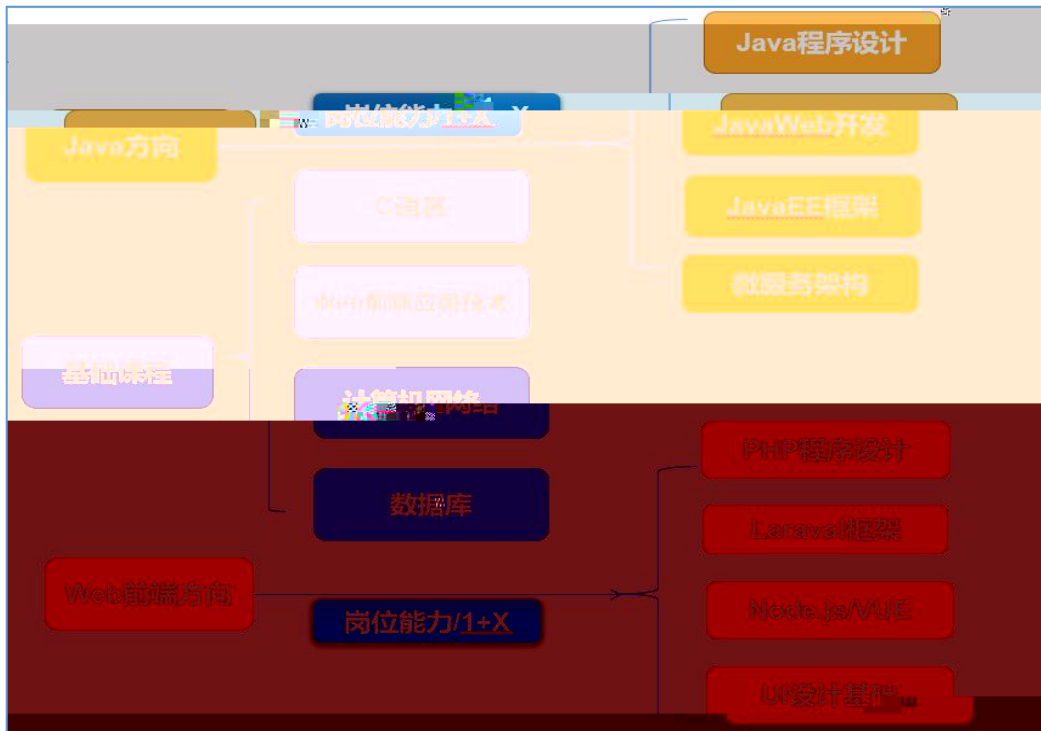 Java程序设计
岗位能力/1+X
JavaWeb开发
Java方向
C语言
JavaEE框架
微服务架构
基础课程
计算机网络
PHP程序设计
数据库
Laraval框架
Web前端方向
Node.js/VUE
岗位能力/1+X
UI设计基础